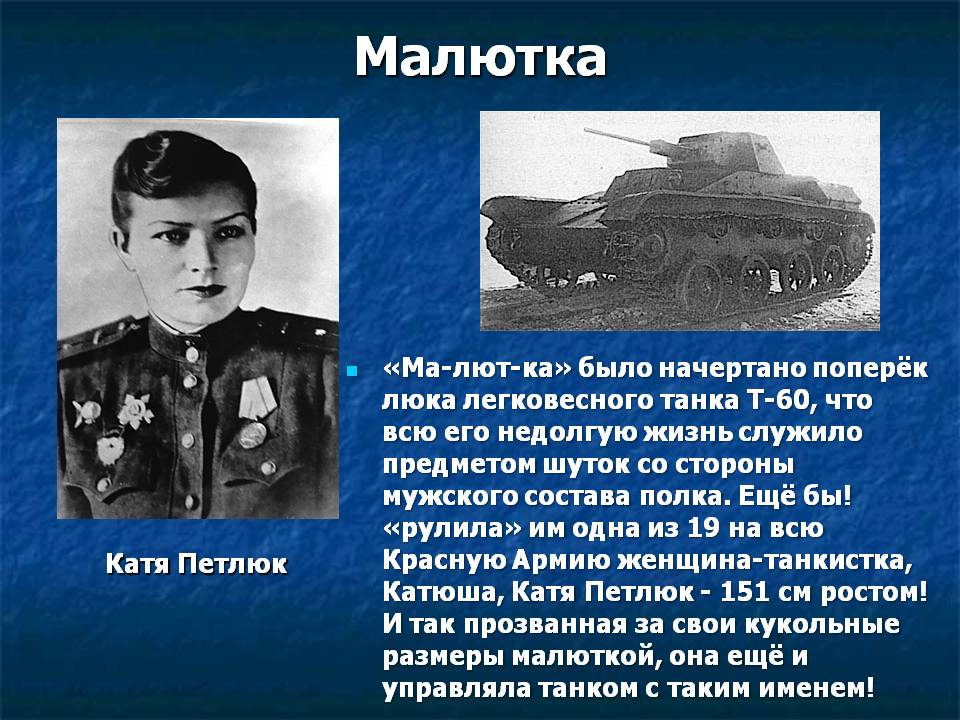 Малютка
«Ма-лют-ка» было начертано поперёк
люка легковесного танка Т-60, что
всю его недолгую жизнь служило
предметом шуток со стороны
мужского состава полка. Ещё бы!
«рулила» им одна из 19 на всю
Красную Армию женщина-танкистка,
Катюша, Катя Петлюк - 151 см ростом!
И так прозванная за свои кукольные
размеры малюткой, она ещё и
управляла танком с таким именем!
Катя Петлюк